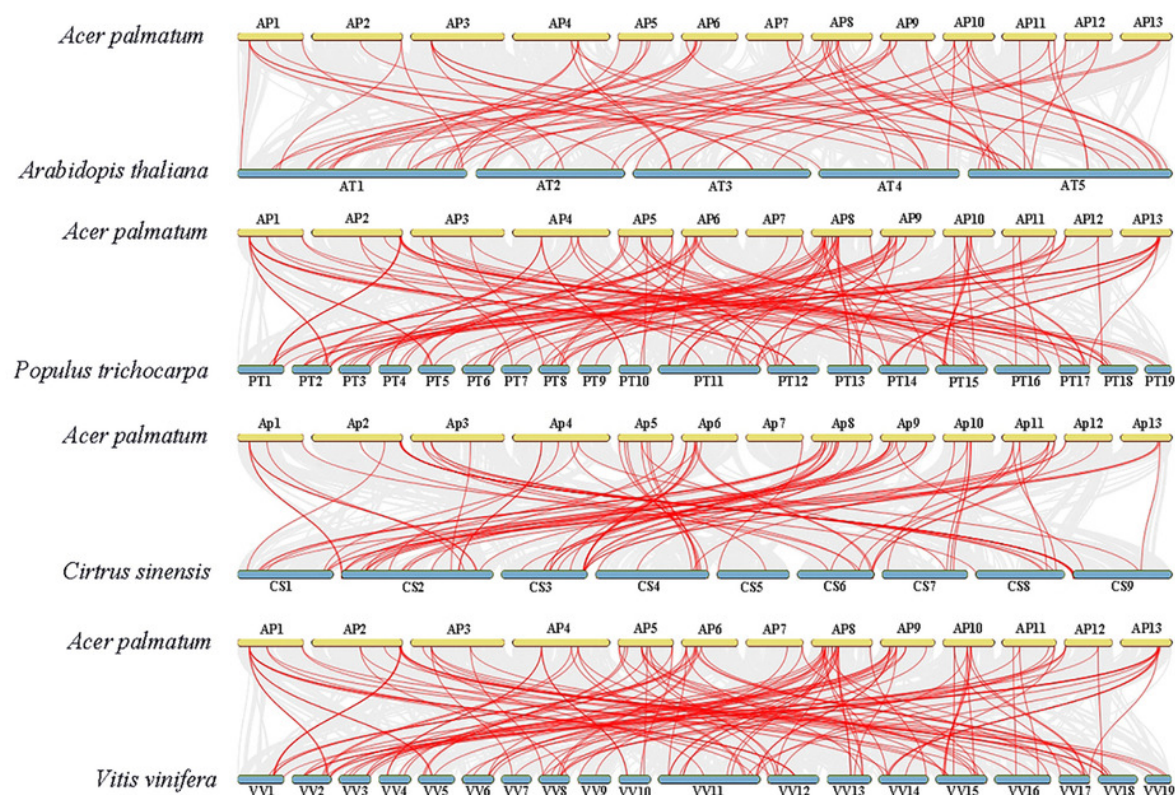 AP1 AP2 AP3 AP4 AP5 AP6 AP7 AP8 AP9 AP10 AP11 AP12 AP13
Acer palmatum
Arabidopis thaliana
AT1 AT2 AT3 AT4 AT5
AP1 AP2 AP3 AP4 AP5 AP6 AP7 AP8 AP9 AP10 AP11 AP12 AP13
Acer palmatum
Populus trichocarpa
PT1 PT2 PT3 PT4 PT5 PT6 PT7 PT8 PT9 PT10 PT11 PT12 PT13 PT14 PT15 PT16 PT17 PT18 PT19
Ap1 Ap2 Ap3 Ap4 Ap5 Ap6 Ap7 Ap8 Ap9 Ap10 Ap11 Ap12 Ap13
Acer palmatum
Cirtrus sinensis
CS1 CS2 CS3 CS4 CS5 CS6 CS7 CS8 CS9
AP1 AP2 AP3 AP4 AP5 AP6 AP7 AP8 AP9 AP10 AP11 AP12 AP13
Acer palmatum
Vitis vinifera
VV1 VV2 VV3 VV4 VV5 VV6 VV7 VV8 VV9 VV10 VV11 VV12 VV13 VV14 VV15 VV16 VV17 VV18 VV19